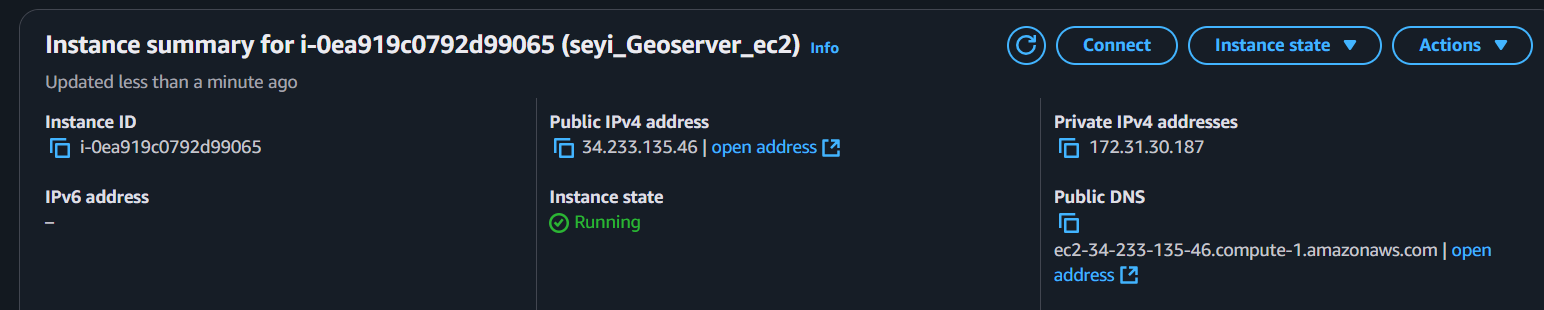 Instance summary for i-0ea919c0792d99065 (seyi_Geoserver_ec2) Info
Connect
Instance state
Actions
Updated less than a minute ago
Instance ID
i-0ea919c0792d99065
Public IPv4 address
34.233.135.46 | open address
Private IPv4 addresses
172.31.30.187
IPv6 address
–
Instance state
Running
Public DNS
ec2-34-233-135-46.compute-1.amazonaws.com | open
address